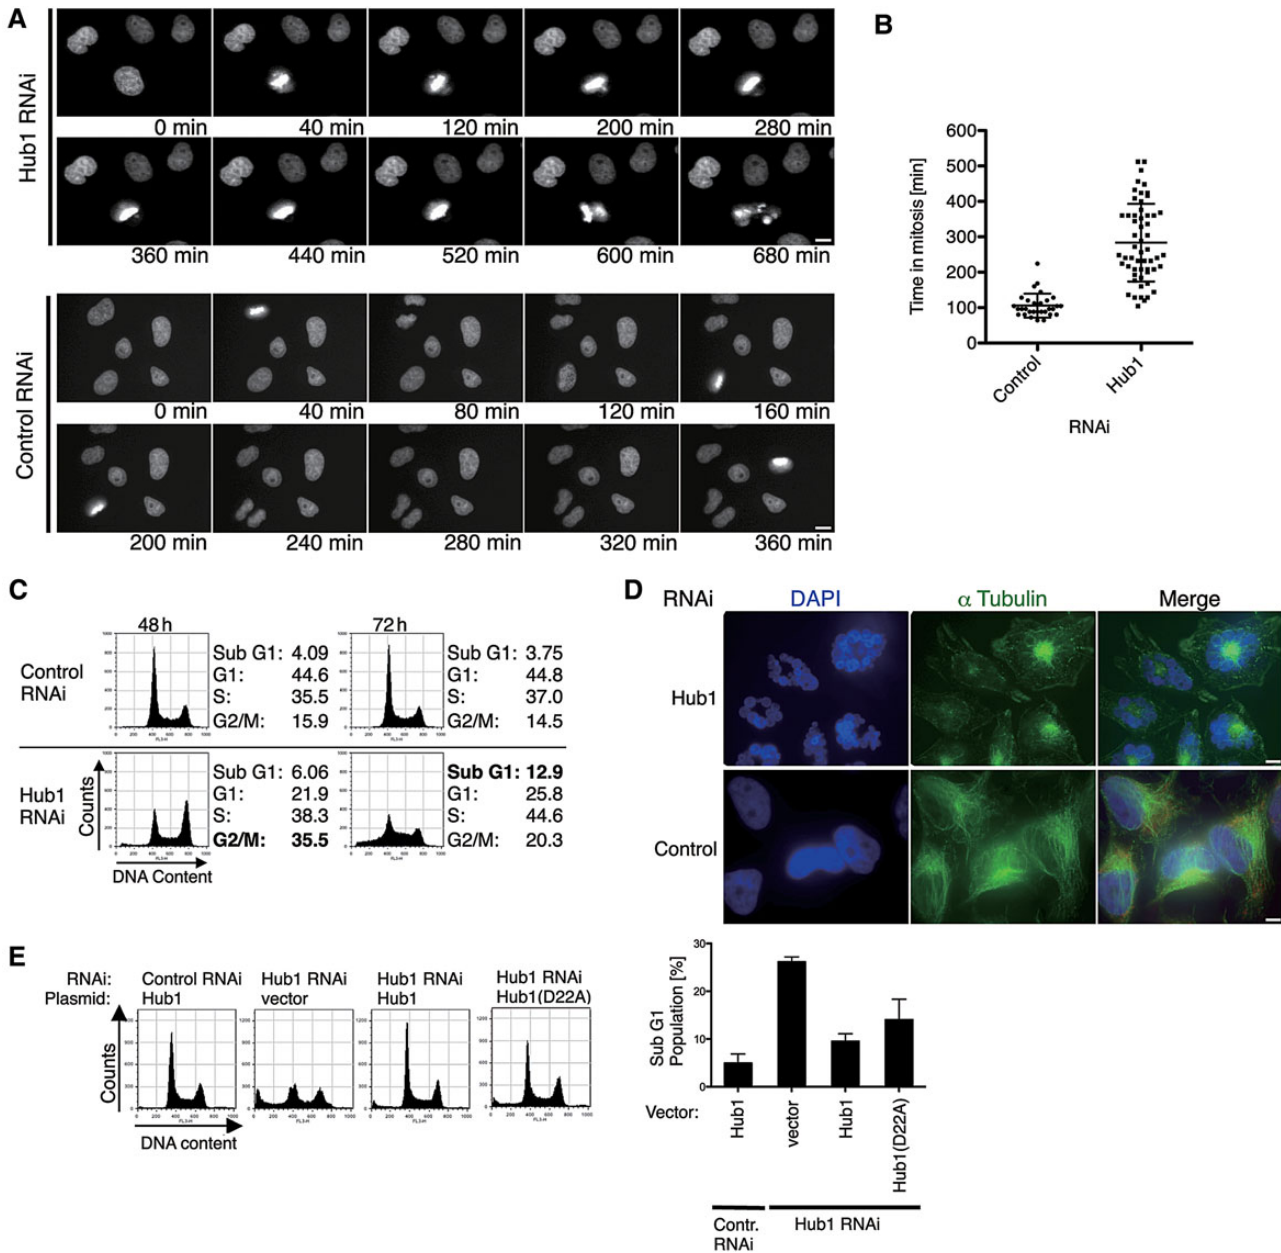 A
Hub1 RNAi
0 min 40 min 120 min 200 min 280 min
360 min 440 min 520 min 600 min 680 min
Control RNAi
0 min 40 min 80 min 120 min 160 min
200 min 240 min 280 min 320 min 360 min
B
Time in mitosis [min]
600
500
400
300
200
100
0
Control Hub1
RNAi
C
48 h 72 h
Control RNAi
Sub G1: 4.09
G1: 44.6
S: 35.5
G2/M: 15.9
Sub G1: 3.75
G1: 44.8
S: 37.0
G2/M: 14.5
Hub1 RNAi
Counts
Sub G1: 6.06
G1: 21.9
S: 38.3
G2/M: 35.5
Sub G1: 12.9
G1: 25.8
S: 44.6
G2/M: 20.3
DNA Content
D
RNAi DAPI α Tubulin Merge
Hub1
Control
E
RNAi: Control RNAi Hub1 RNAi Hub1 RNAi Hub1 RNAi
Plasmid: Hub1 vector Hub1 Hub1(D22A)
Counts
DNA content
Sub G1
Population [%]
30
20
10
0
Vector: Hub1 vector Hub1 Hub1(D22A)
Contr. RNAi
Hub1 RNAi